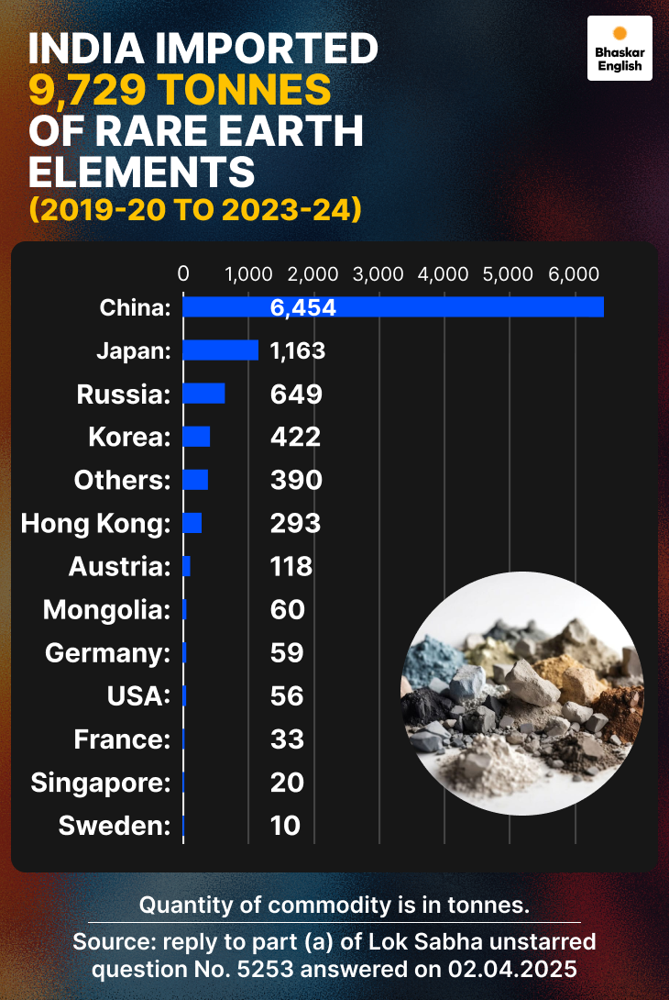 INDIA IMPORTED
9,729 TONNES
OF RARE EARTH
ELEMENTS
(2019-20 TO 2023-24)
Bhaskar
English
0 1,000 2,000 3,000 4,000 5,000 6,000
China: 6,454
Japan: 1,163
Russia: 649
Korea: 422
Others: 390
Hong Kong: 293
Austria: 118
Mongolia: 60
Germany: 59
USA: 56
France: 33
Singapore: 20
Sweden: 10
Quantity of commodity is in tonnes.
Source: reply to part (a) of Lok Sabha unstarred
question No. 5253 answered on 02.04.2025